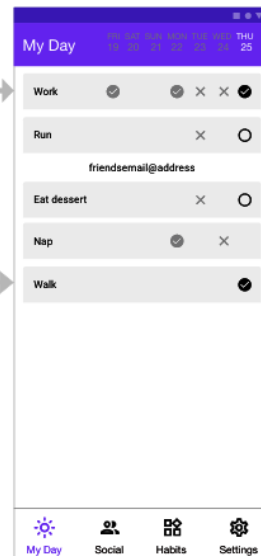 My Day
FRI SAT SUN MON TUE WED THU
19 20 21 22 23 24 25
Work
Run
friendsemail@address
Eat dessert
Nap
Walk
My Day Social Habits Settings